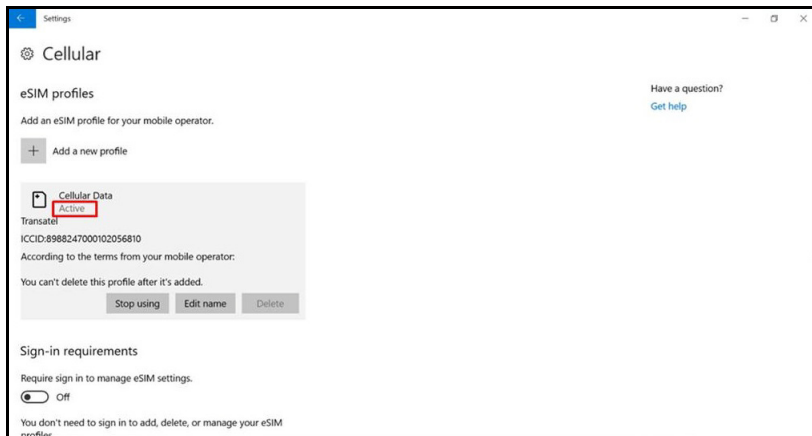 Settings
Cellular
eSIM profiles
Have a question?
Get help
Add an eSIM profile for your mobile operator.
Add a new profile
Cellular Data
Active
Transatel
ICCID:8988247000102056810
According to the terms from your mobile operator:
You can't delete this profile after it's added.
Stop using Edit name Delete
Sign-in requirements
Require sign in to manage eSIM settings.
Off
You don't need to sign in to add, delete, or manage your eSIM
profiles